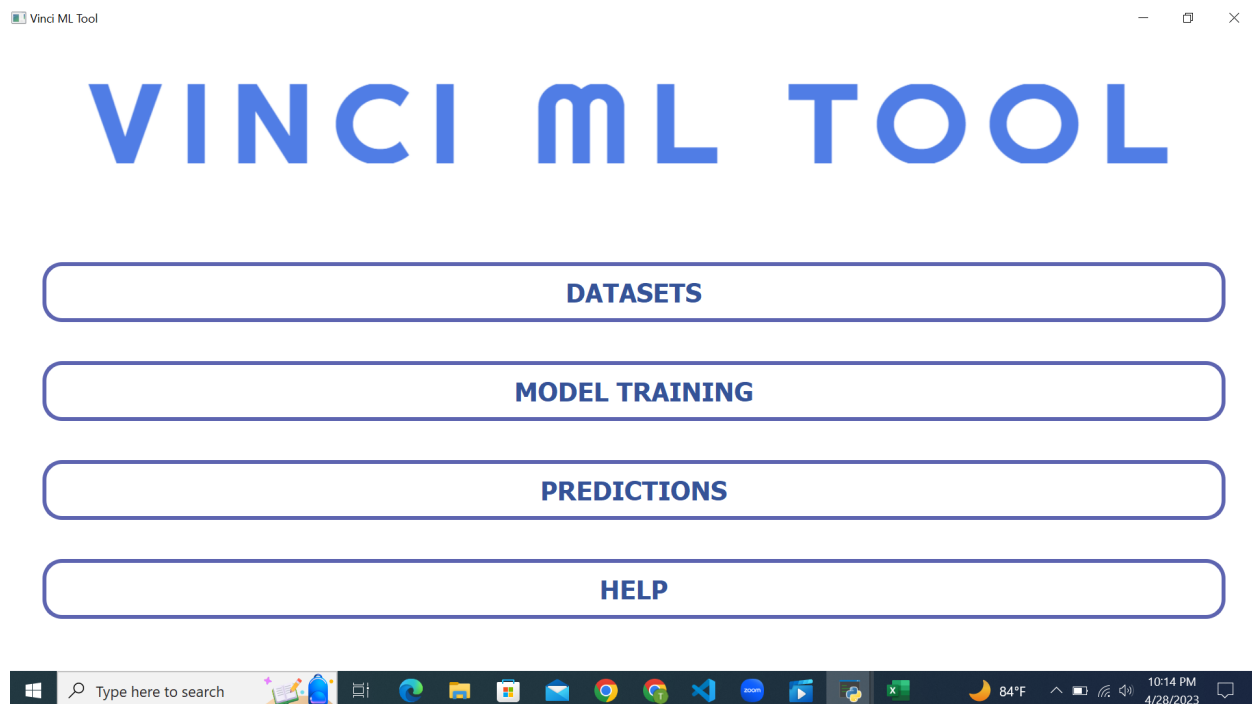 Vinci ML Tool
VINCI ML TOOL
DATASETS
MODEL TRAINING
PREDICTIONS
HELP
Type here to search
zoom
T
x
84°F
10:14 PM
4/28/2023